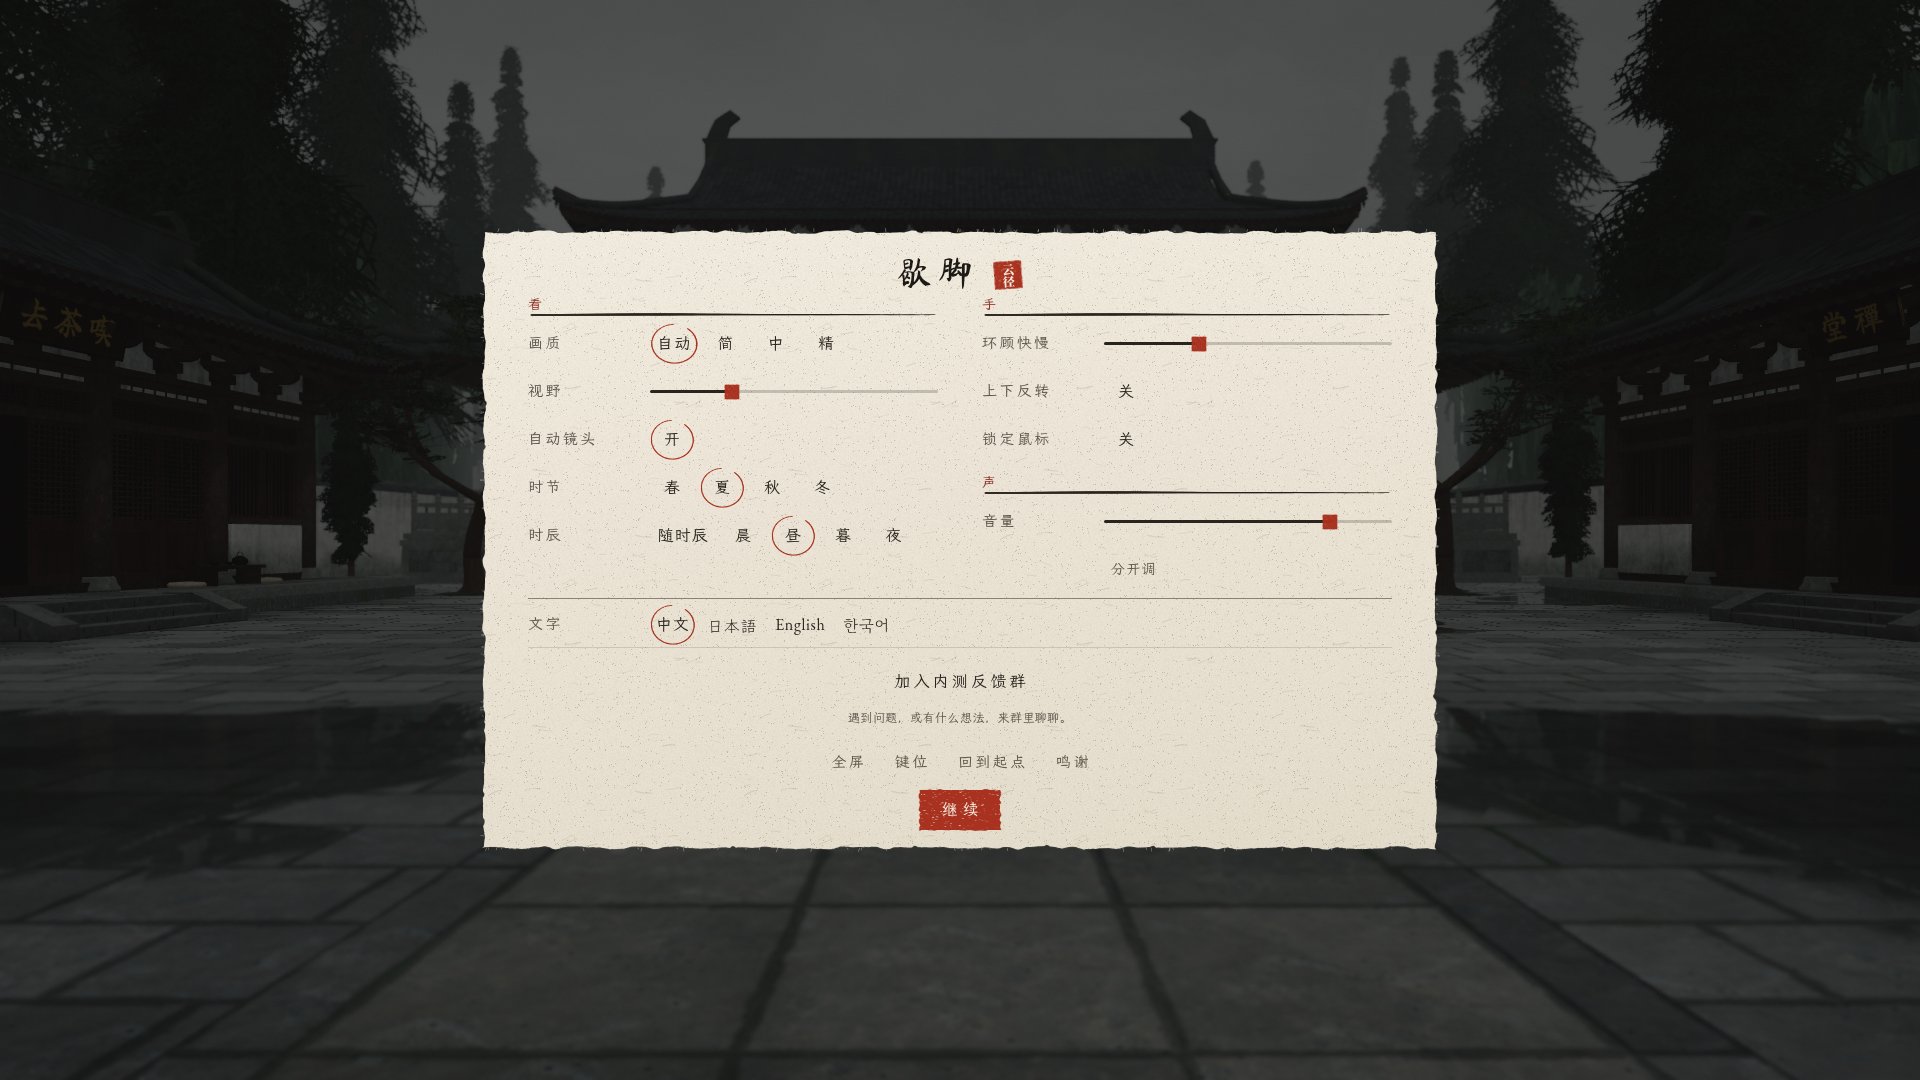 歇脚
云径
看
画质 自动 简 中 精
视野
自动镜头 开
时节 春 夏 秋 冬
时辰 随时辰 晨 昼 暮 夜
手
环顾快慢
上下反转 关
锁定鼠标 关
声
音量
分开调
文字 中文 日本語 English 한국어
加入内测反馈群
遇到问题，或有什么想法，来群里聊聊。
全屏 键位 回到起点 鸣谢
继续
去茶喫
堂禪